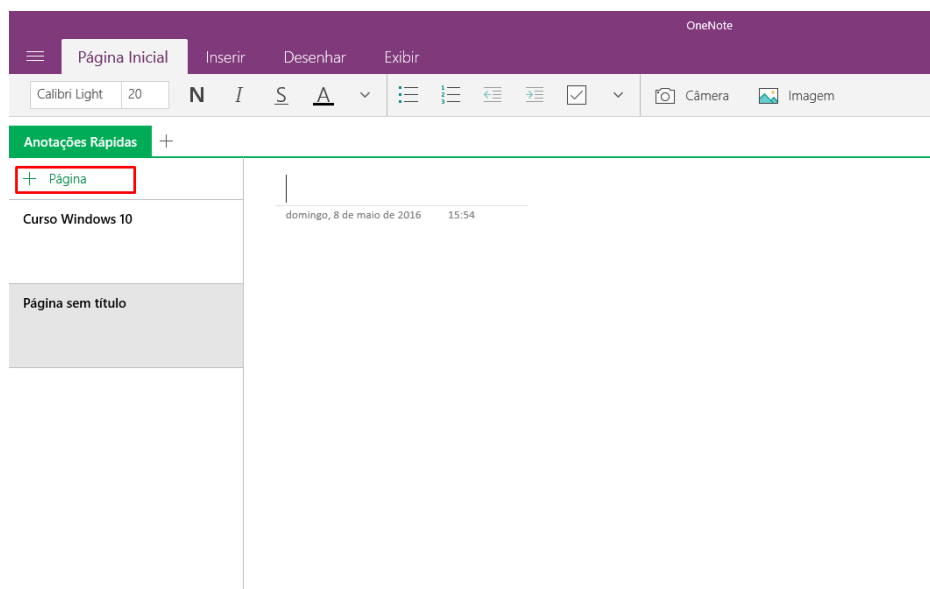 OneNote
Página Inicial Inserir Desenhar Exibir
Calibri Light 20 N I S A Câmera Imagem
Anotações Rápidas +
+ Página
Curso Windows 10
Página sem título
domingo, 8 de maio de 2016 15:54